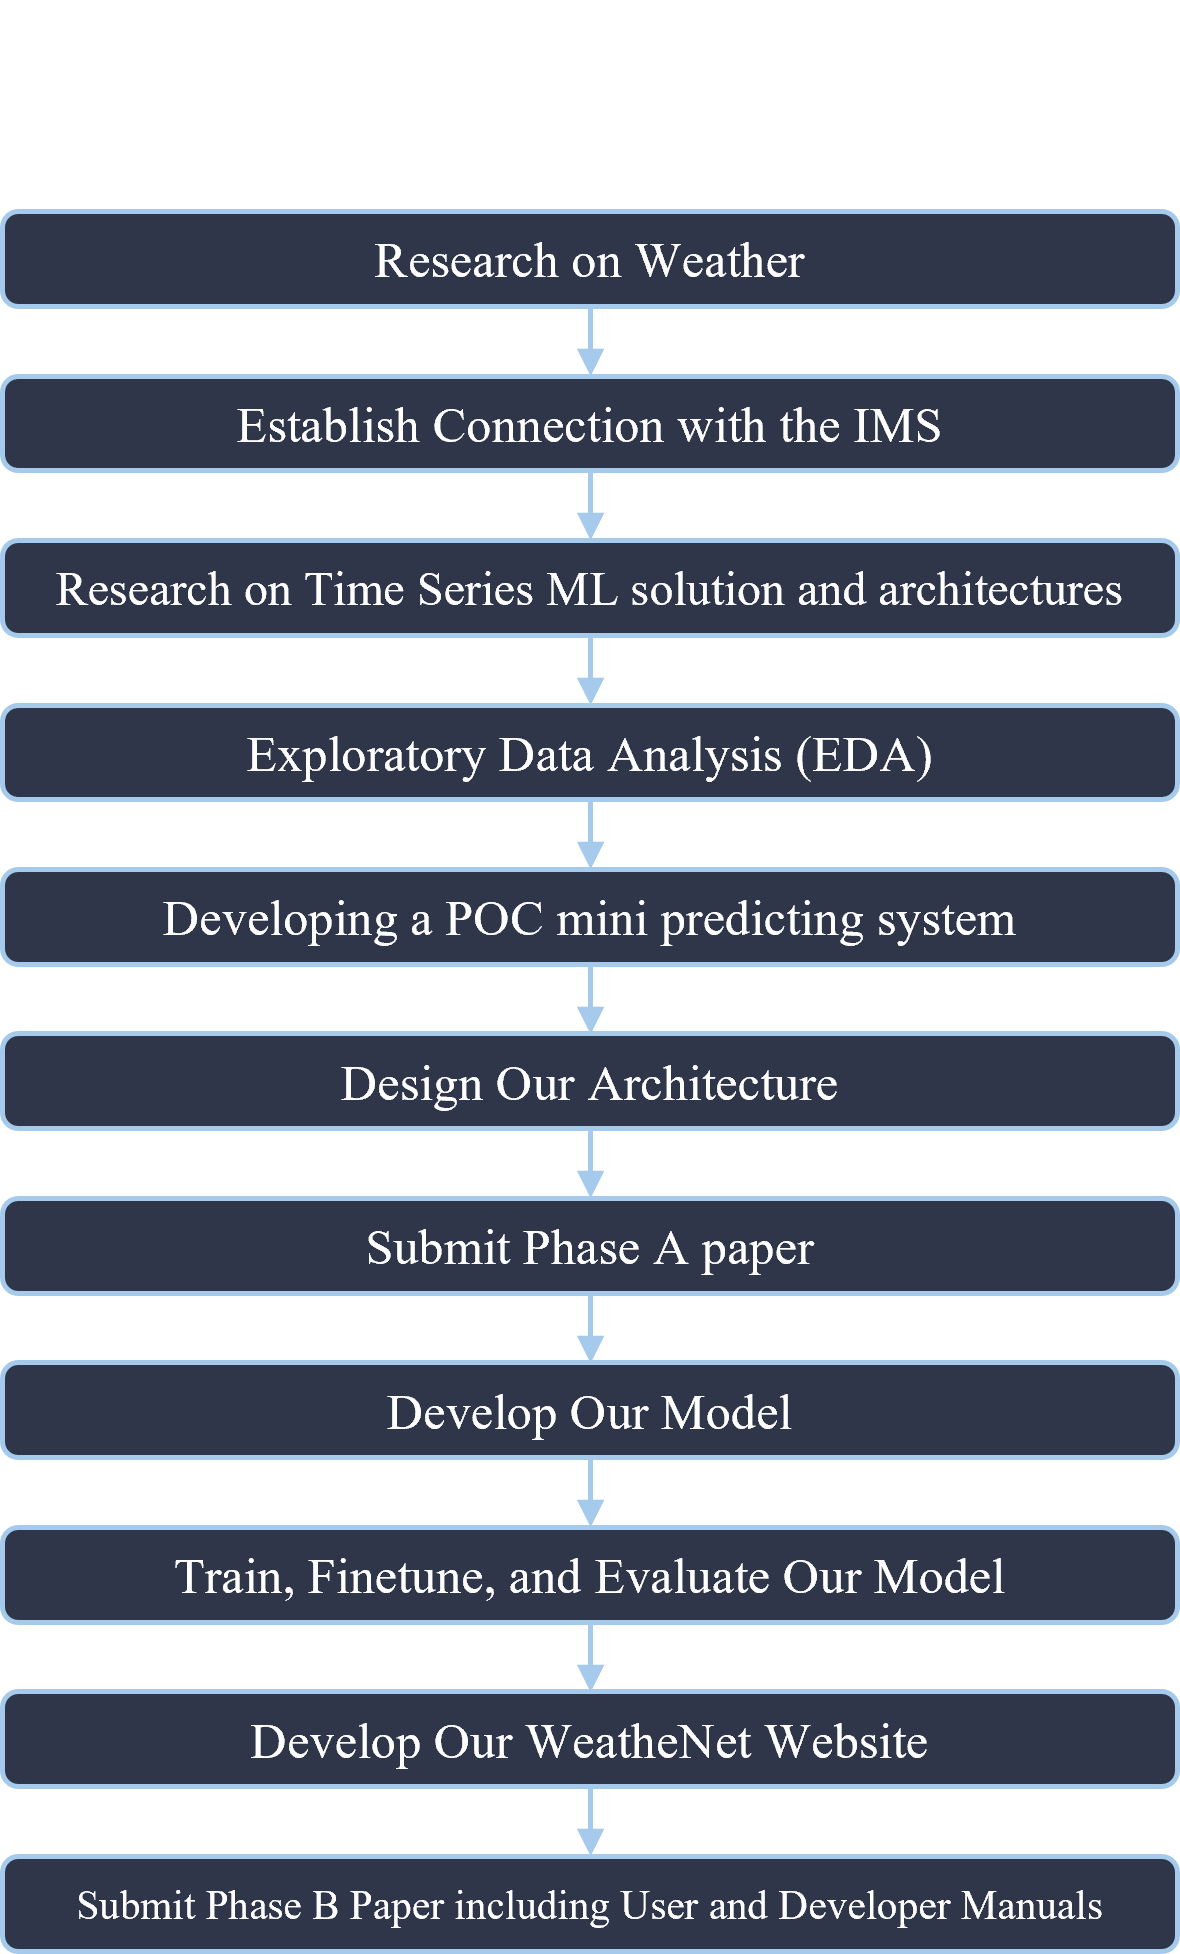 Research on Weather
Establish Connection with the IMS
Research on Time Series ML solution and architectures
Exploratory Data Analysis (EDA)
Developing a POC mini predicting system
Design Our Architecture
Submit Phase A paper
Develop Our Model
Train, Finetune, and Evaluate Our Model
Develop Our WeatheNet Website
Submit Phase B Paper including User and Developer Manuals